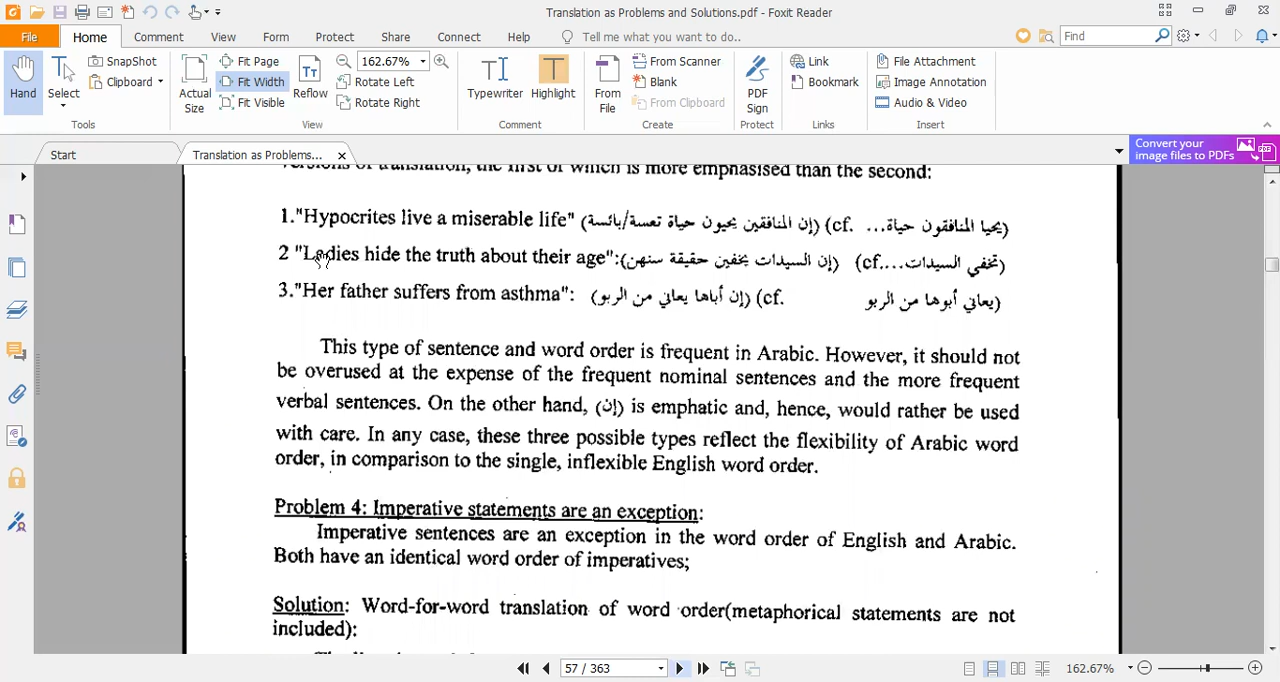 Translation as Problems and Solutions.pdf - Foxit Reader
File Home Comment View Form Protect Share Connect Help Tell me what you want to do.. Find
Hand Select SnapShot Clipboard Actual Size Fit Page Fit Width Fit Visible Reflow 162.67% Rotate Left Rotate Right Typewriter Highlight From File From Scanner Blank From Clipboard PDF Sign Link Bookmark File Attachment Image Annotation Audio & Video
Tools View Comment Create Protect Links Insert
Start Translation as Problems... Convert your image files to PDFs
versions of translation, the first of which is more emphasised than the second:
1."Hypocrites live a miserable life" (إن المنافقين يحيون حياة تعسة/بائسة) (cf. يحيا المنافقون حياة...)
2 "Ladies hide the truth about their age":(إن السيدات يخفين حقيقة سنهن) (cf....تخفي السيدات)
3."Her father suffers from asthma": (إن أباها يعاني من الربو) (cf. يعاني أبوها من الربو)
This type of sentence and word order is frequent in Arabic. However, it should not
be overused at the expense of the frequent nominal sentences and the more frequent
verbal sentences. On the other hand, (إن) is emphatic and, hence, would rather be used
with care. In any case, these three possible types reflect the flexibility of Arabic word
order, in comparison to the single, inflexible English word order.
Problem 4: Imperative statements are an exception:
Imperative sentences are an exception in the word order of English and Arabic.
Both have an identical word order of imperatives;
Solution: Word-for-word translation of word order(metaphorical statements are not
included):
57 / 363 162.67%